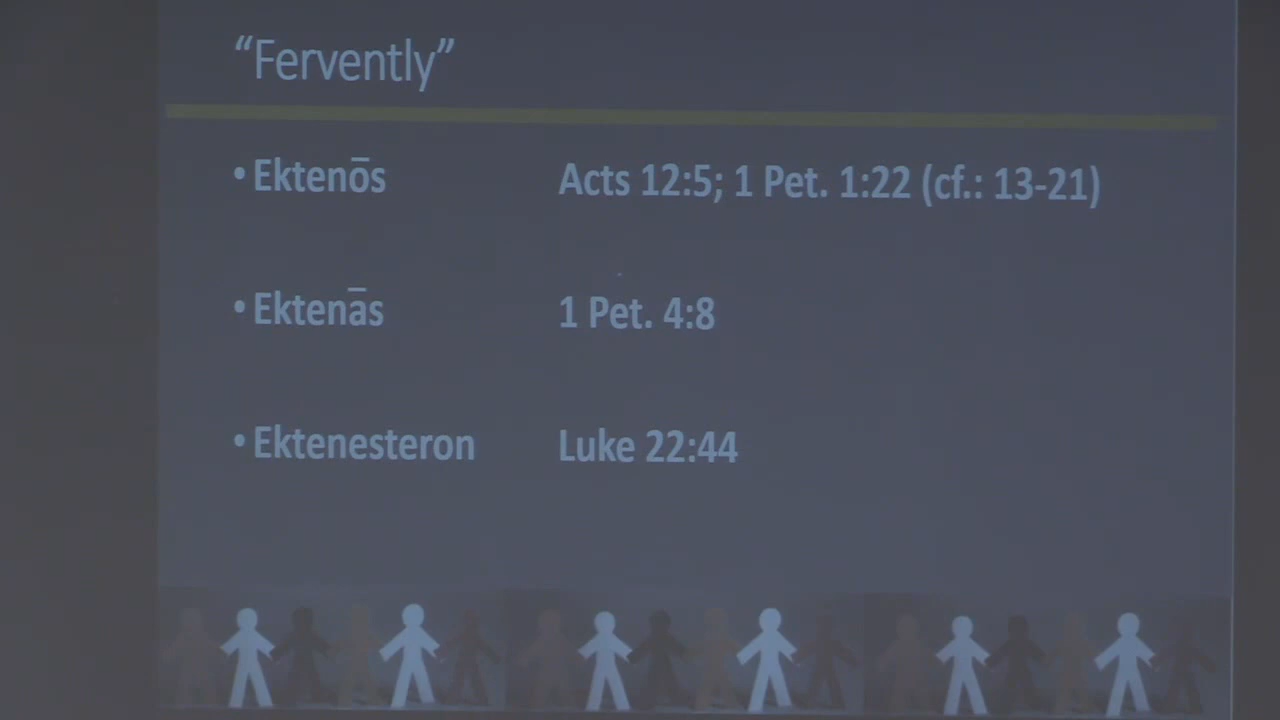 “Fervently”
• Ektenōs Acts 12:5; 1 Pet. 1:22 (cf.: 13-21)
• Ektenās 1 Pet. 4:8
• Ektenesteron Luke 22:44